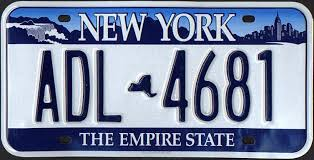 NEW YORK
ADL 4681
THE EMPIRE STATE